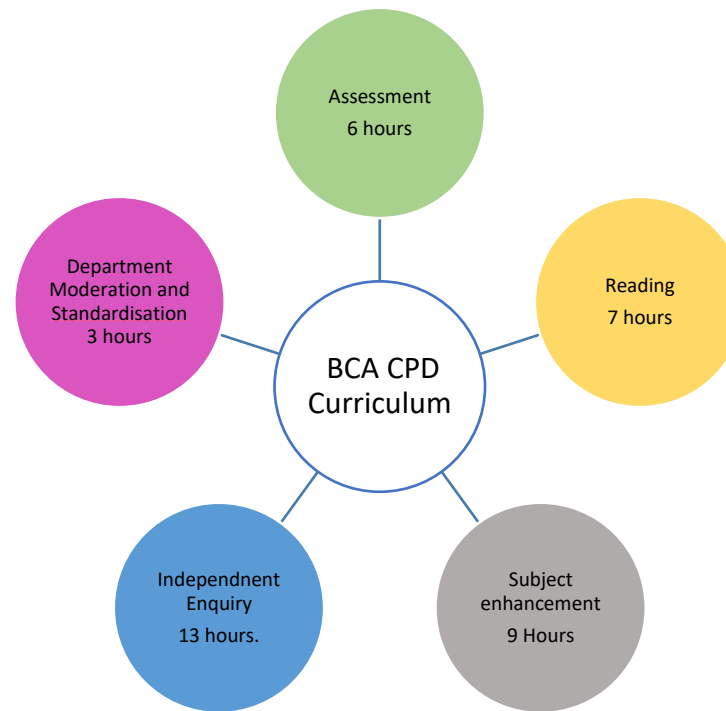 Assessment
6 hours
Department
Moderation and
Standardisation
3 hours
Reading
7 hours
BCA CPD
Curriculum
Independnent
Enquiry
13 hours.
Subject
enhancement
9 Hours